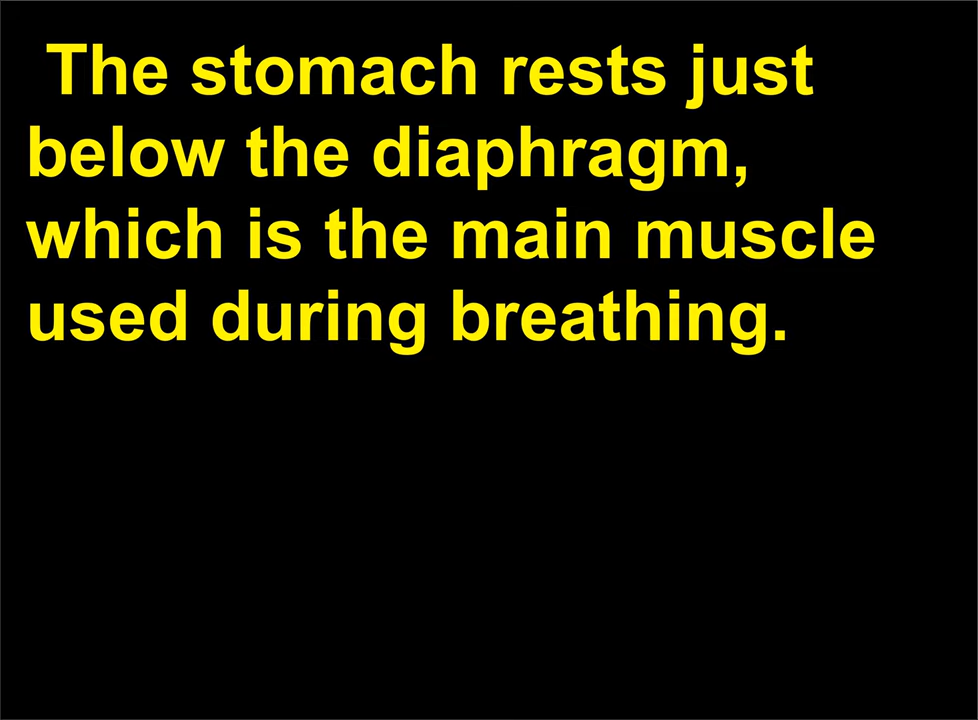 The stomach rests just
below the diaphragm,
which is the main muscle
used during breathing.